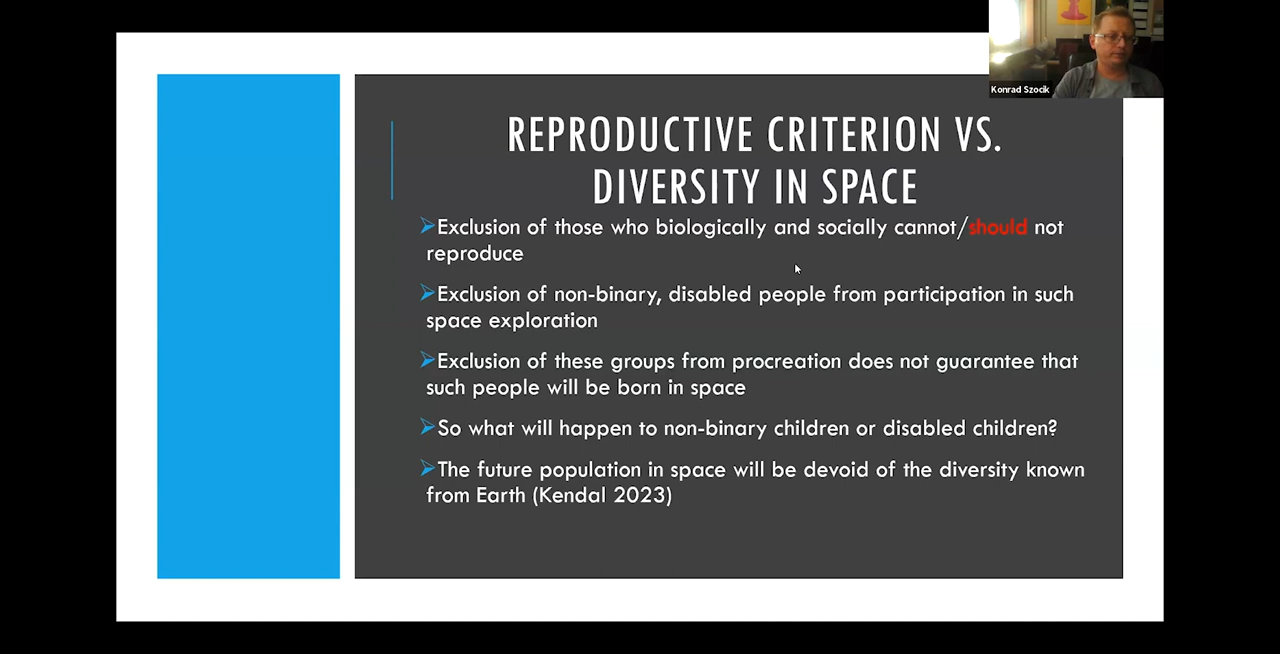 Konrad Szocik
REPRODUCTIVE CRITERION VS.
DIVERSITY IN SPACE
➢Exclusion of those who biologically and socially cannot/should not
reproduce
➢Exclusion of non-binary, disabled people from participation in such
space exploration
➢Exclusion of these groups from procreation does not guarantee that
such people will be born in space
➢So what will happen to non-binary children or disabled children?
➢The future population in space will be devoid of the diversity known
from Earth (Kendal 2023)